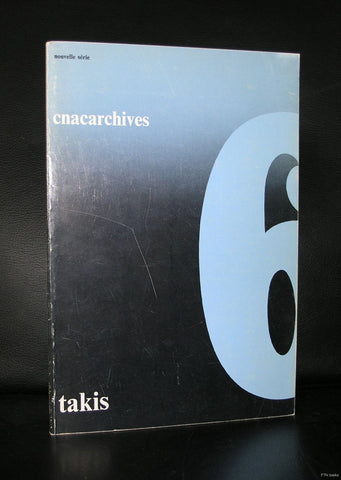 nouvelle série
cnacarchives
6
takis